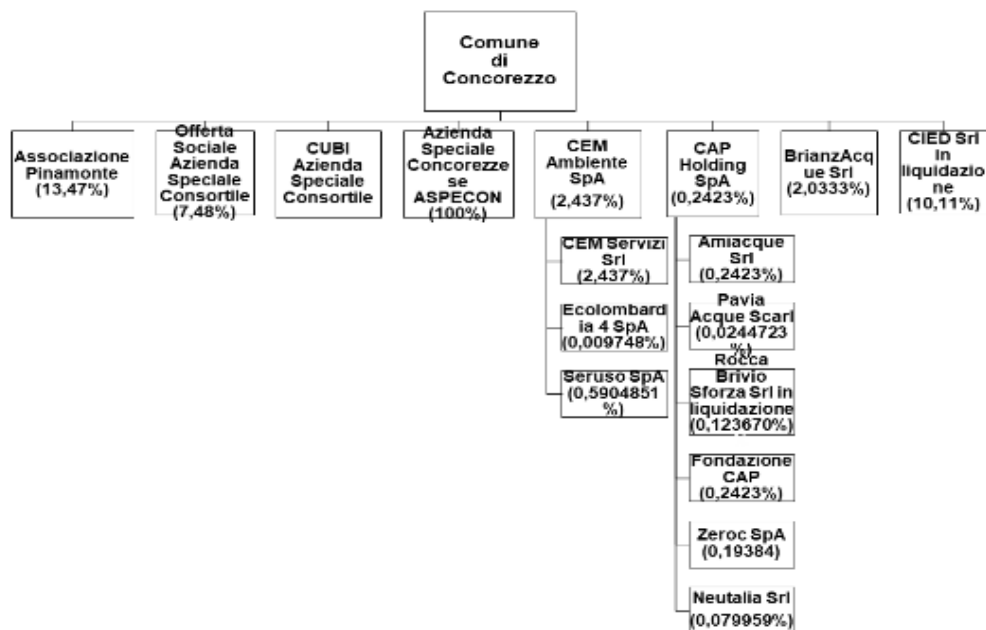 Comune
di
Concorezzo
Associazione
Pinamonte
(13,47%)
Offerta
Sociale
Azienda
Speciale
Consortile
(7,48%)
CUBI
Azienda
Speciale
Consortile
Azienda
Speciale
Concorezze
se
ASPECON
(100%)
CEM
Ambiente
SpA
(2,437%)
CAP
Holding
SpA
(0,2423%)
BrianzAcq
ue Srl
(2,0333%)
CIED Srl
in
liquidazio
ne
(10,11%)
CEM Servizi
Srl
(2,437%)
Ecolombard
ia 4 SpA
(0,009748%)
Seruso SpA
(0,5904851
%)
Amiacque
Srl
(0,2423%)
Pavia
Acque Scarl
(0,0244723
%)
Rocca
Brivio
Sforza Srl in
liquidazione
(0,123670%)
Fondazione
CAP
(0,2423%)
Zeroc SpA
(0,19384)
Neutalia Srl
(0,079959%)